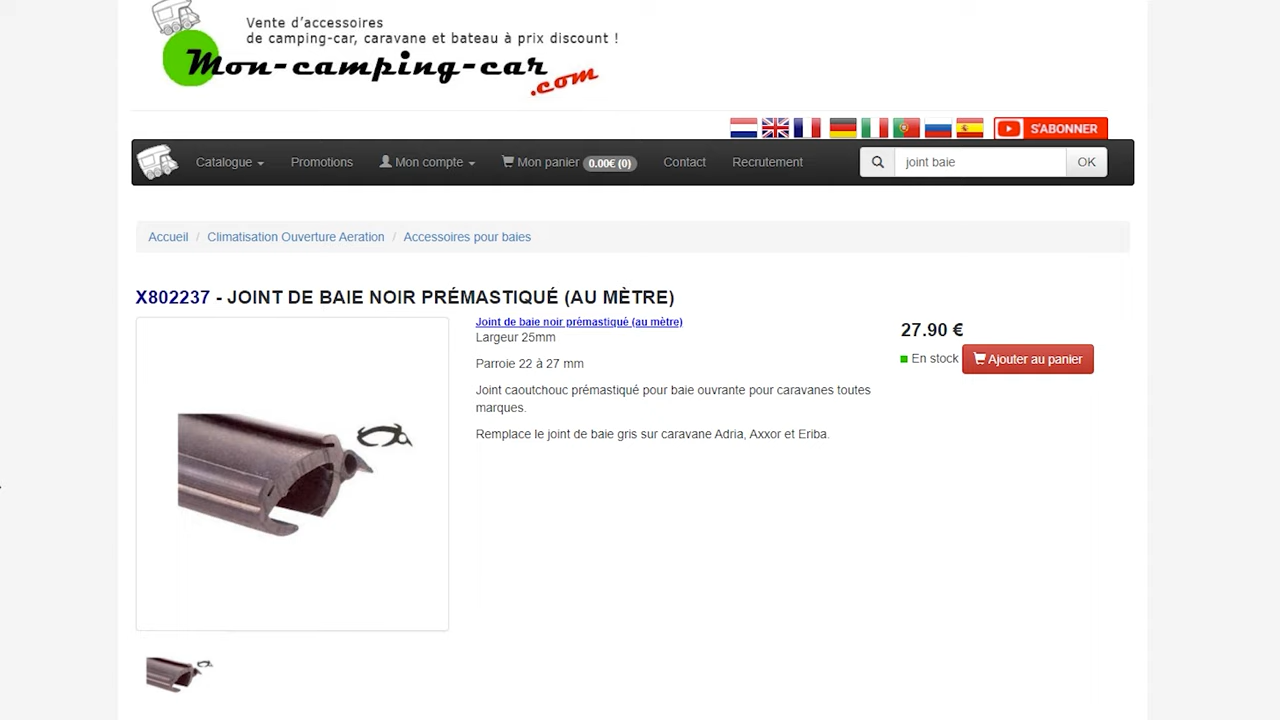 Vente d'accessoires
de camping-car, caravane et bateau à prix discount !
Mon-camping-car
.com
S'ABONNER
Catalogue Promotions Mon compte Mon panier 0.00€ (0) Contact Recrutement joint baie OK
Accueil / Climatisation Ouverture Aeration / Accessoires pour baies
X802237 - JOINT DE BAIE NOIR PRÉMASTIQUÉ (AU MÈTRE)
Joint de baie noir prémastiqué (au mètre)
Largeur 25mm
Parroie 22 à 27 mm
Joint caoutchouc prémastiqué pour baie ouvrante pour caravanes toutes
marques.
Remplace le joint de baie gris sur caravane Adria, Axxor et Eriba.
27.90 €
En stock Ajouter au panier